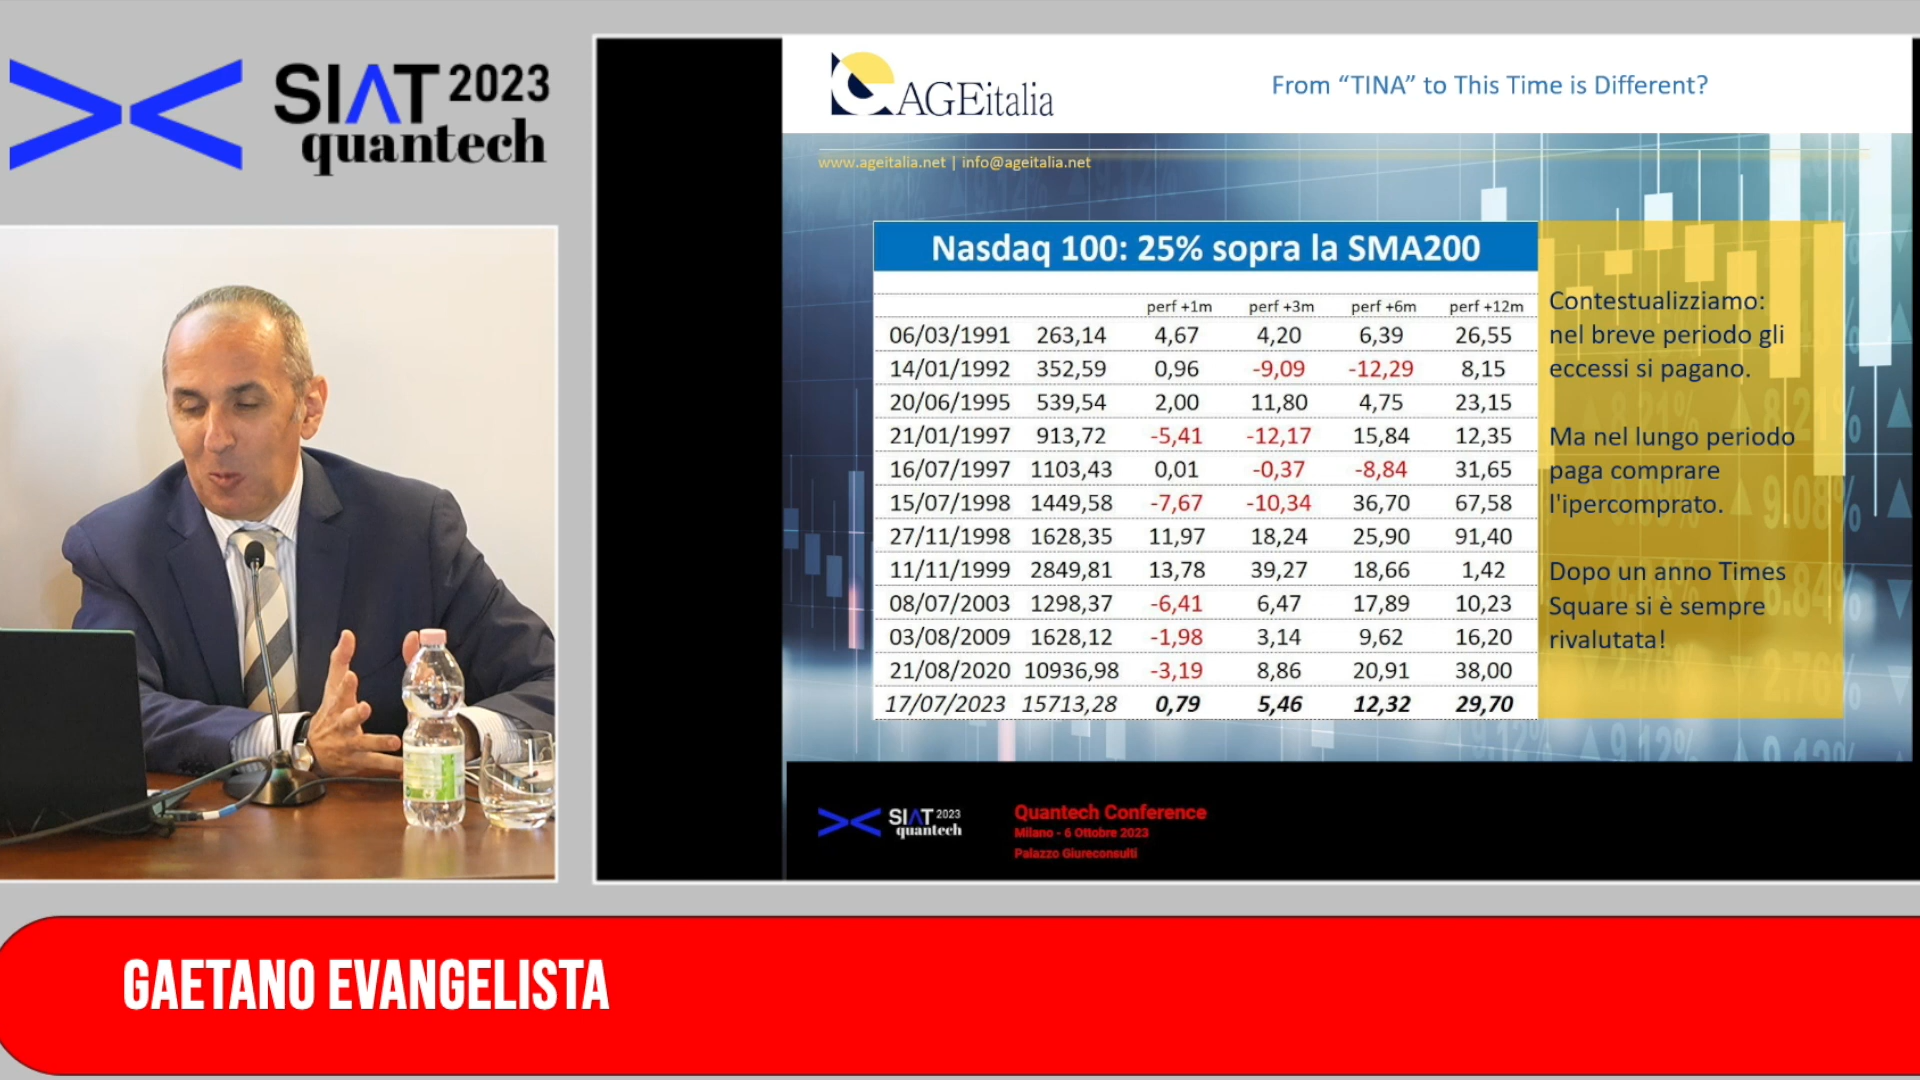 SIAT 2023
quantech
AGEitalia
From “TINA” to This Time is Different?
www.ageitalia.net | info@ageitalia.net
Nasdaq 100: 25% sopra la SMA200
perf +1m perf +3m perf +6m perf +12m
06/03/1991 263,14 4,67 4,20 6,39 26,55
14/01/1992 352,59 0,96 -9,09 -12,29 8,15
20/06/1995 539,54 2,00 11,80 4,75 23,15
21/01/1997 913,72 -5,41 -12,17 15,84 12,35
16/07/1997 1103,43 0,01 -0,37 -8,84 31,65
15/07/1998 1449,58 -7,67 -10,34 36,70 67,58
27/11/1998 1628,35 11,97 18,24 25,90 91,40
11/11/1999 2849,81 13,78 39,27 18,66 1,42
08/07/2003 1298,37 -6,41 6,47 17,89 10,23
03/08/2009 1628,12 -1,98 3,14 9,62 16,20
21/08/2020 10936,98 -3,19 8,86 20,91 38,00
17/07/2023 15713,28 0,79 5,46 12,32 29,70
Contestualizziamo:
nel breve periodo gli
eccessi si pagano.
Ma nel lungo periodo
paga comprare
l'ipercomprato.
Dopo un anno Times
Square si è sempre
rivalutata!
SIAT 2023
quantech
Quantech Conference
Milano - 6 Ottobre 2023
Palazzo Giureconsulti
GAETANO EVANGELISTA